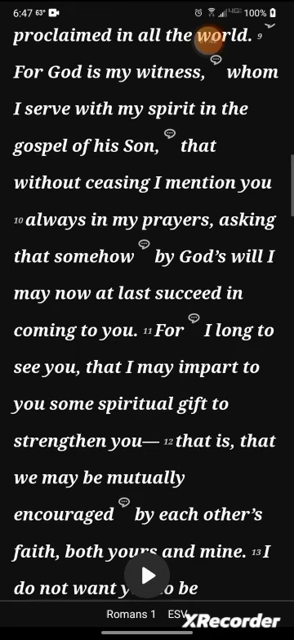 6:47 63° 4G 100%
proclaimed in all the world. 9
For God is my witness, whom
I serve with my spirit in the
gospel of his Son, that
without ceasing I mention you
10 always in my prayers, asking
that somehow by God's will I
may now at last succeed in
coming to you. 11 For I long to
see you, that I may impart to
you some spiritual gift to
strengthen you— 12 that is, that
we may be mutually
encouraged by each other's
faith, both yours and mine. 13 I
do not want be
Romans 1 ESV
XRecorder